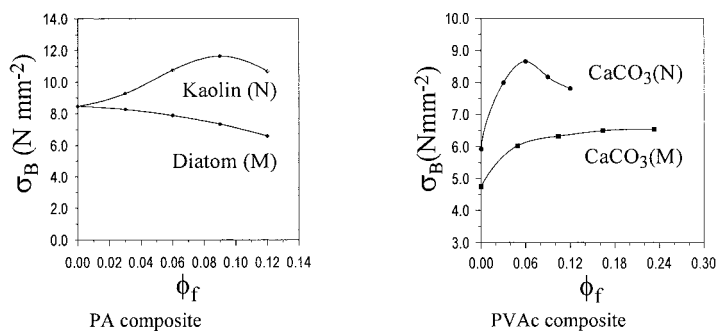 σB (N mm-2)
14.0
12.0
10.0
8.0
6.0
4.0
2.0
0.0
Kaolin (N)
Diatom (M)
0.00 0.02 0.04 0.06 0.08 0.10 0.12 0.14
ϕf
PA composite
σB(Nmm-2)
10.0
9.0
8.0
7.0
6.0
5.0
4.0
3.0
CaCO3(N)
CaCO3(M)
0.00 0.06 0.12 0.18 0.24 0.30
ϕf
PVAc composite